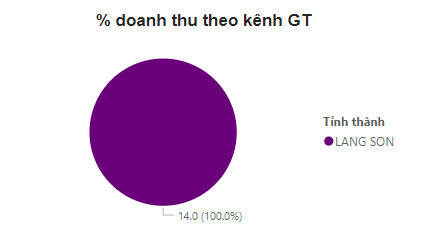 % doanh thu theo kênh GT
Tỉnh thành
LANG SON
14.0 (100.0%)